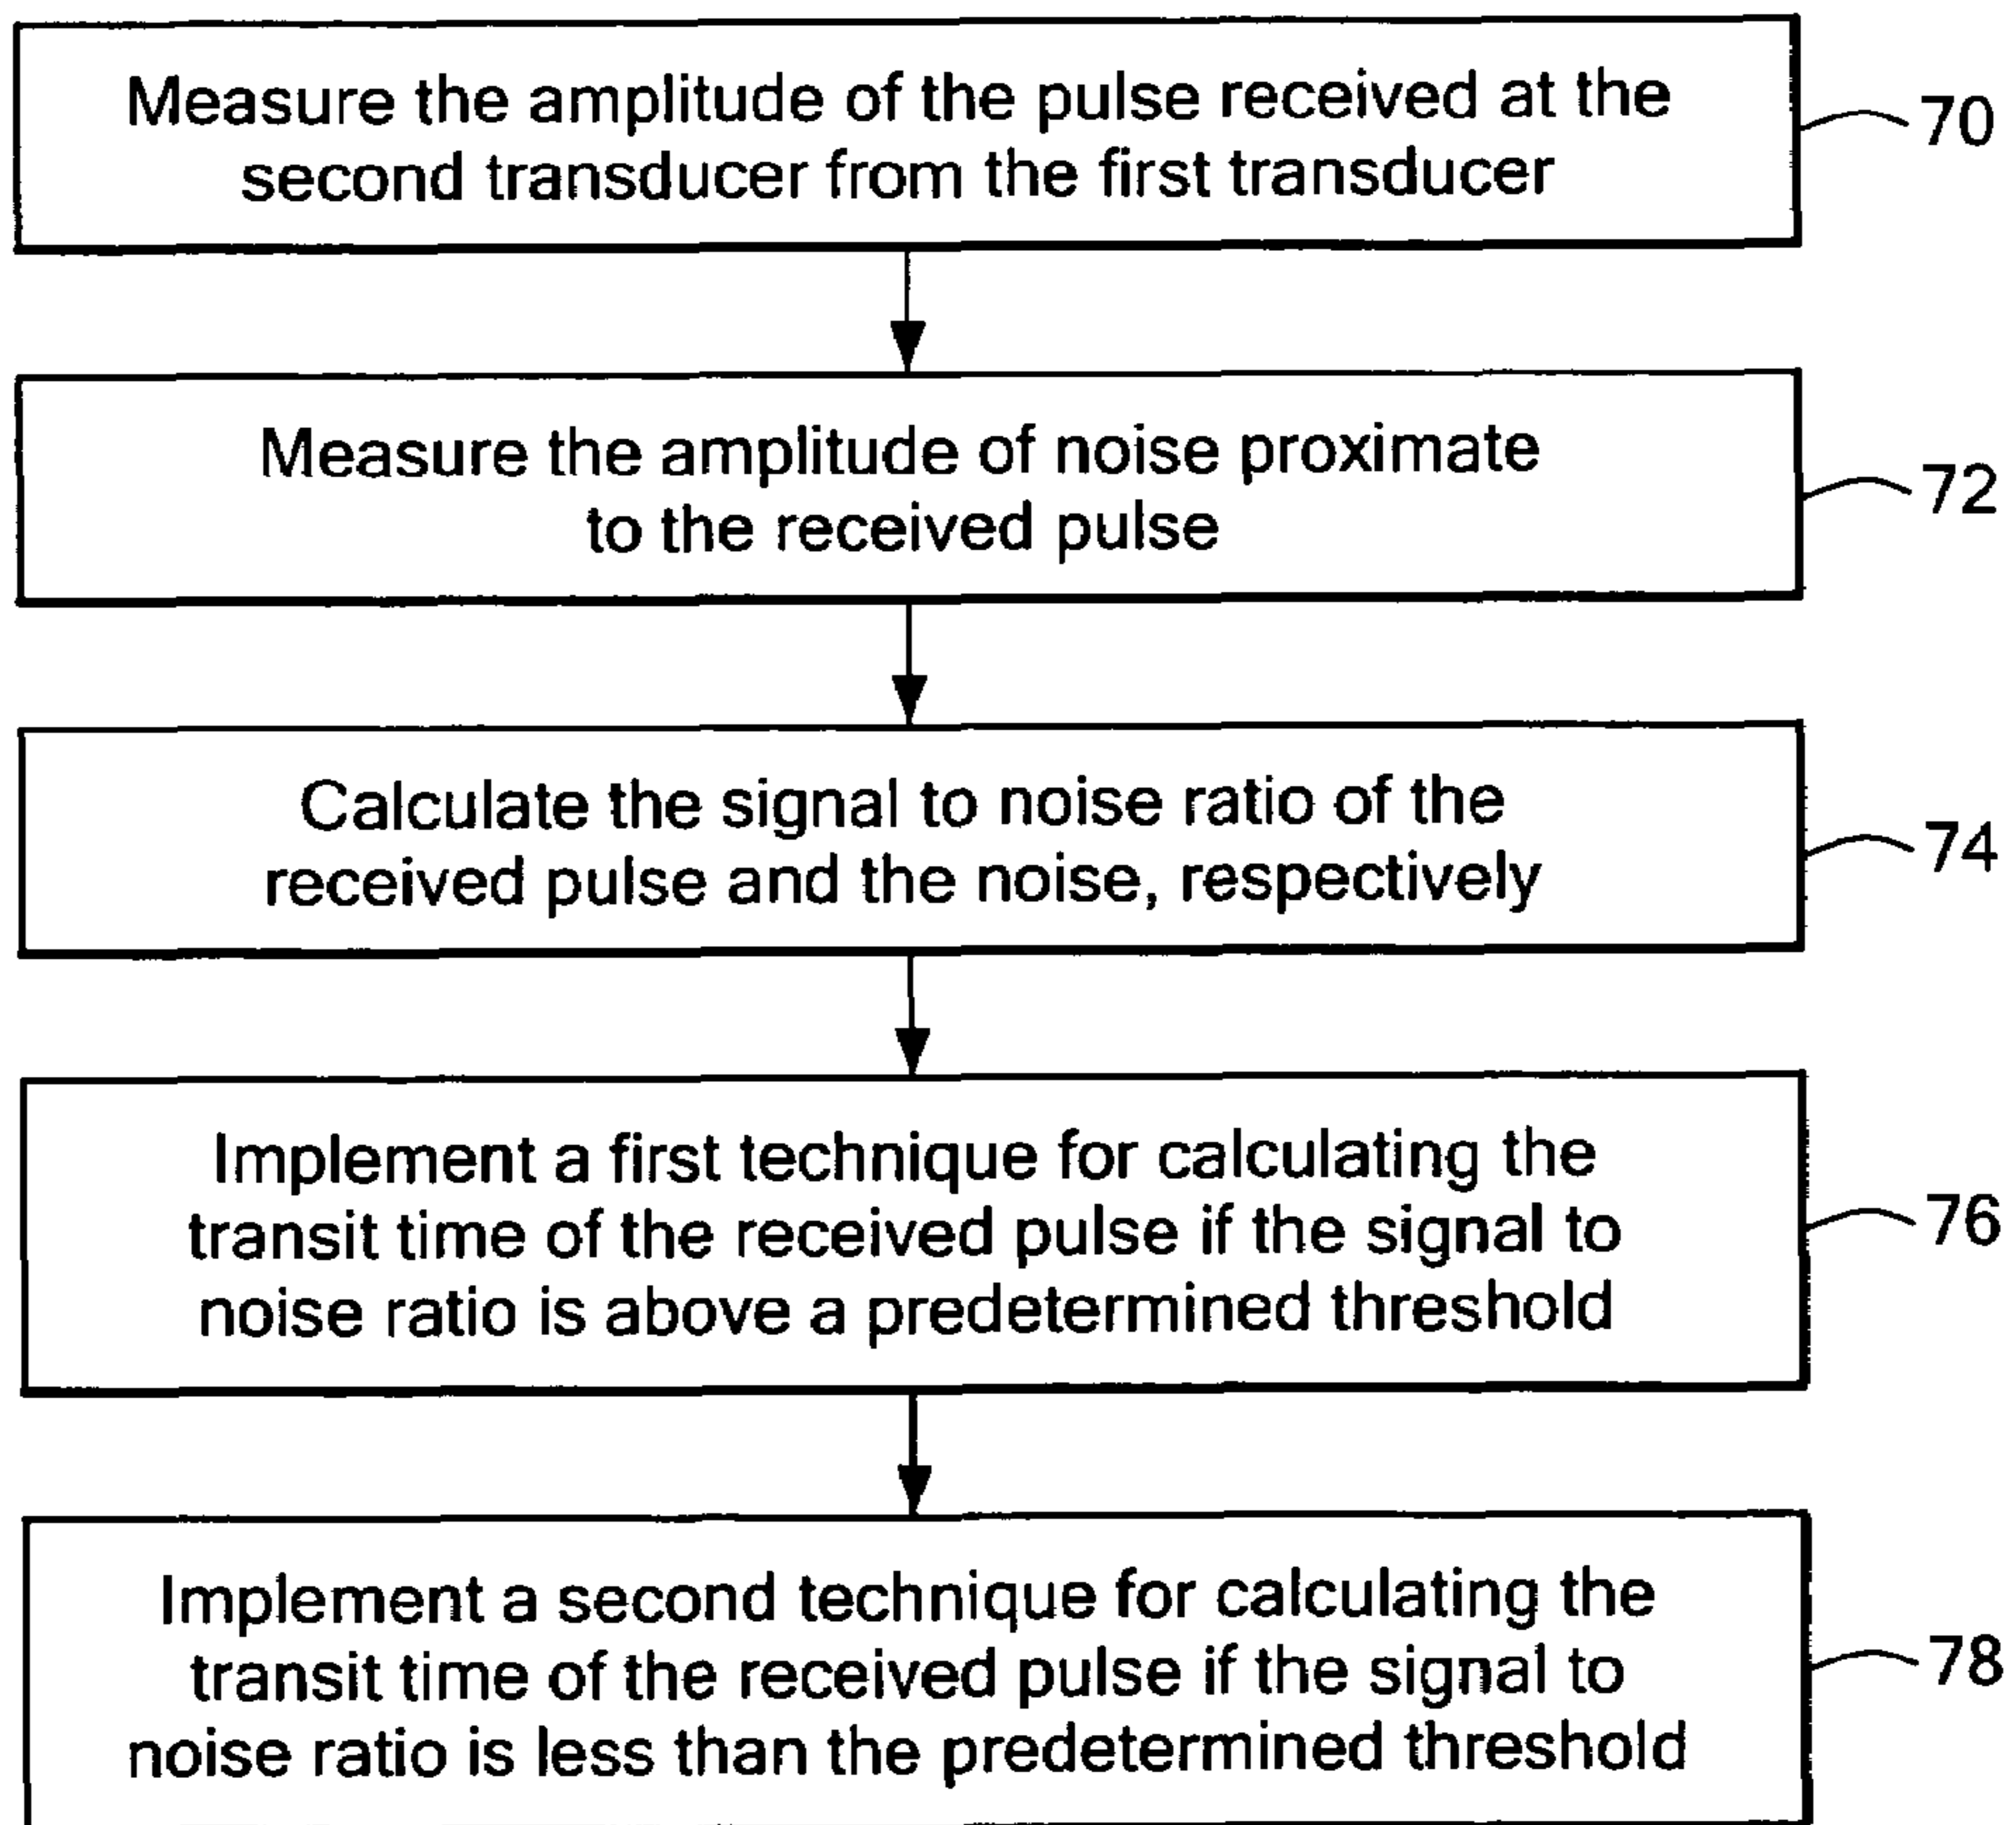 Measure the amplitude of the pulse received at the
second transducer from the first transducer
70
Measure the amplitude of noise proximate
to the received pulse
72
Calculate the signal to noise ratio of the
received pulse and the noise, respectively
74
Implement a first technique for calculating the
transit time of the received pulse if the signal to
noise ratio is above a predetermined threshold
76
Implement a second technique for calculating the
transit time of the received pulse if the signal to
noise ratio is less than the predetermined threshold
78